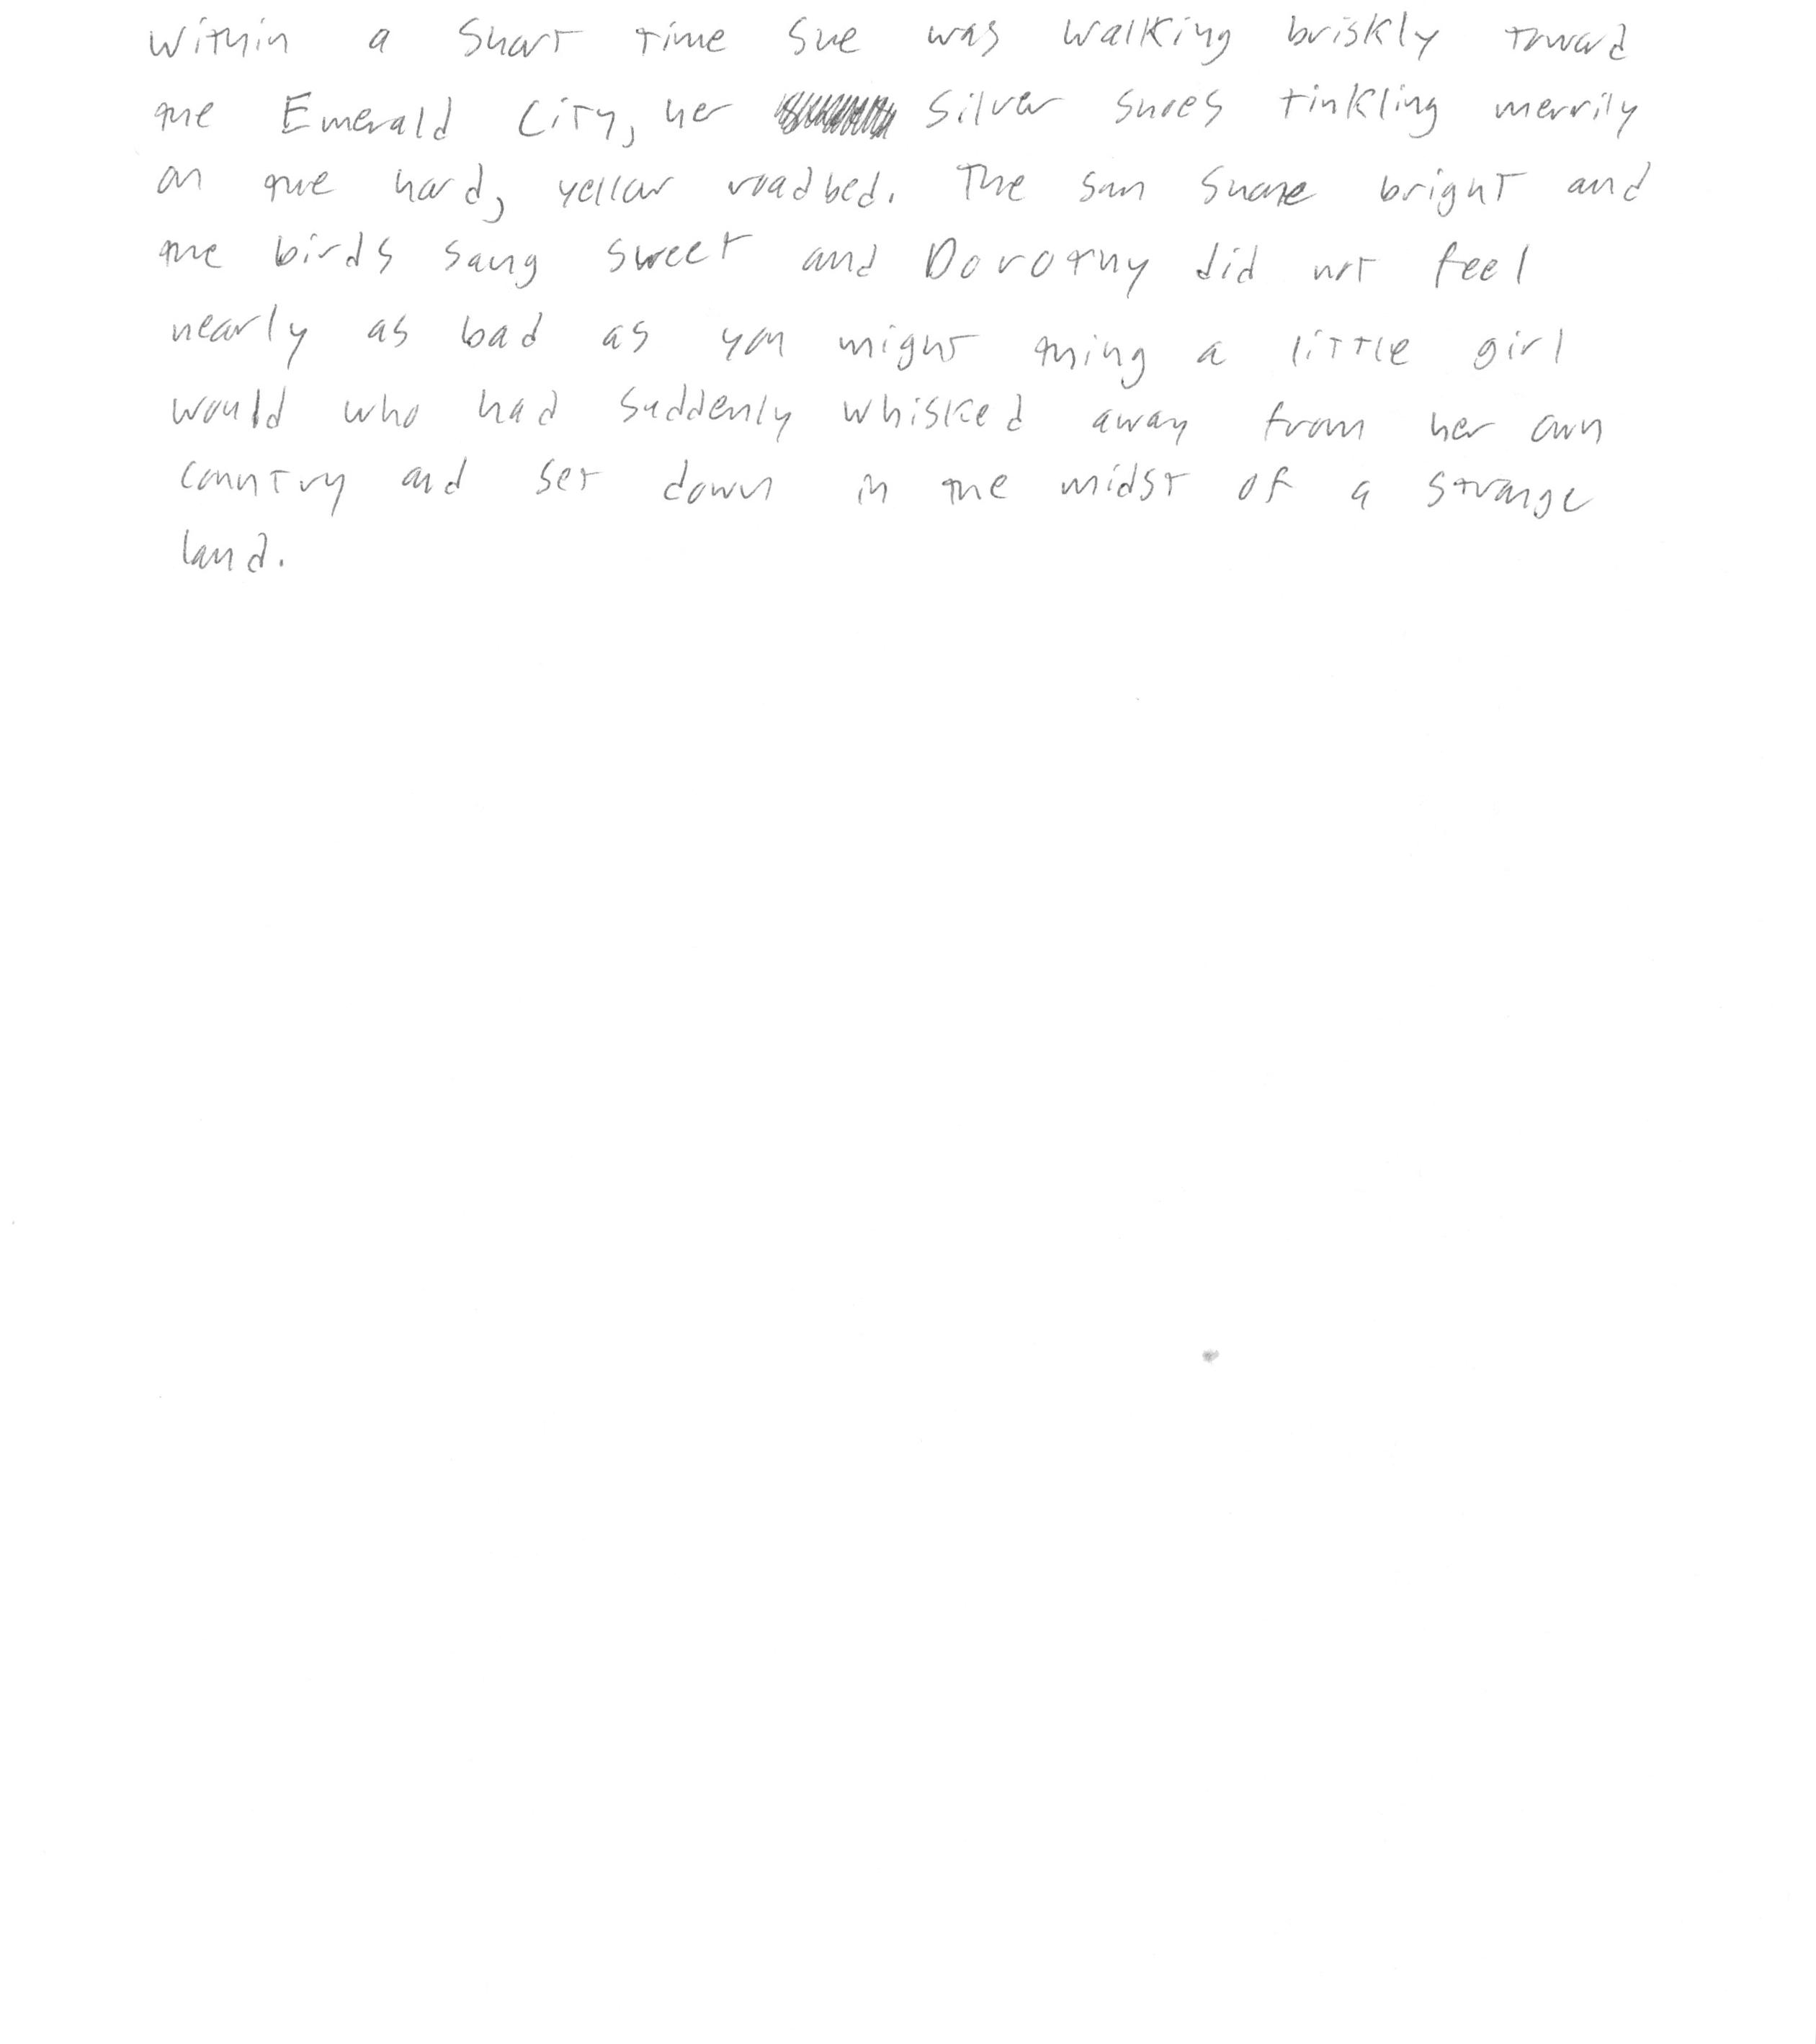 Within a short time she was walking briskly toward
the Emerald City, her silver shoes tinkling merrily
on the hard, yellow roadbed. The sun shone bright and
the birds sang sweet and Dorothy did not feel
nearly as bad as you might thing a little girl
would who had suddenly whisked away from her own
country and set down in the midst of a strange
land.